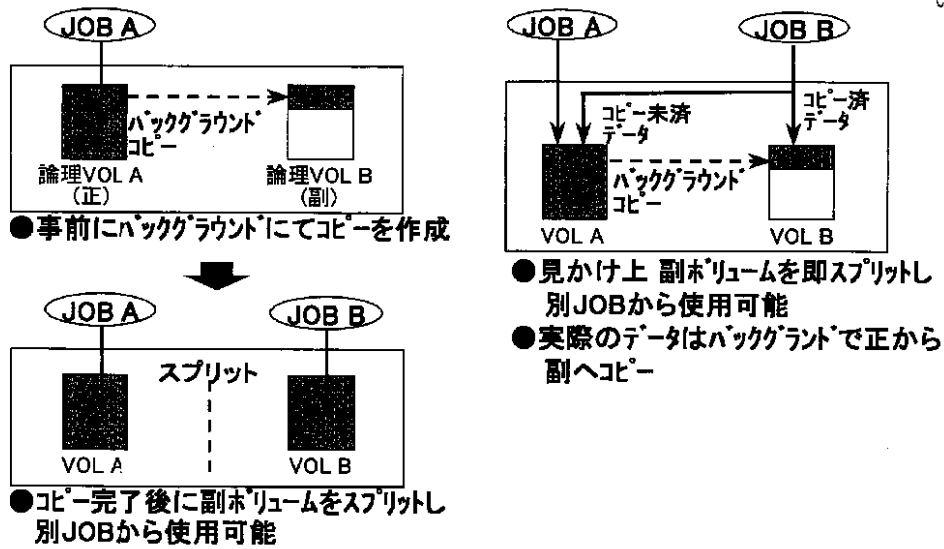 JOB A
バックグラウンド
コピー
論理VOL A
(正)
論理VOL B
(副)
●事前にバックグラウンドにてコピーを作成
JOB A
JOB B
スプリット
VOL A
VOL B
●コピー完了後に副ボリュームをスプリットし
別JOBから使用可能
JOB A
JOB B
コピー未済
データ
コピー済
データ
バックグラウンド
コピー
VOL A
VOL B
●見かけ上 副ボリュームを即スプリットし
別JOBから使用可能
●実際のデータはバックグランドで正から
副へコピー